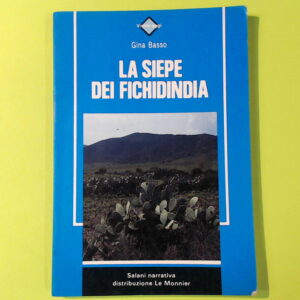 Gina Basso
LA SIEPE
DEI FICHIDINDIA
Salani narrativa
distribuzione Le Monnier